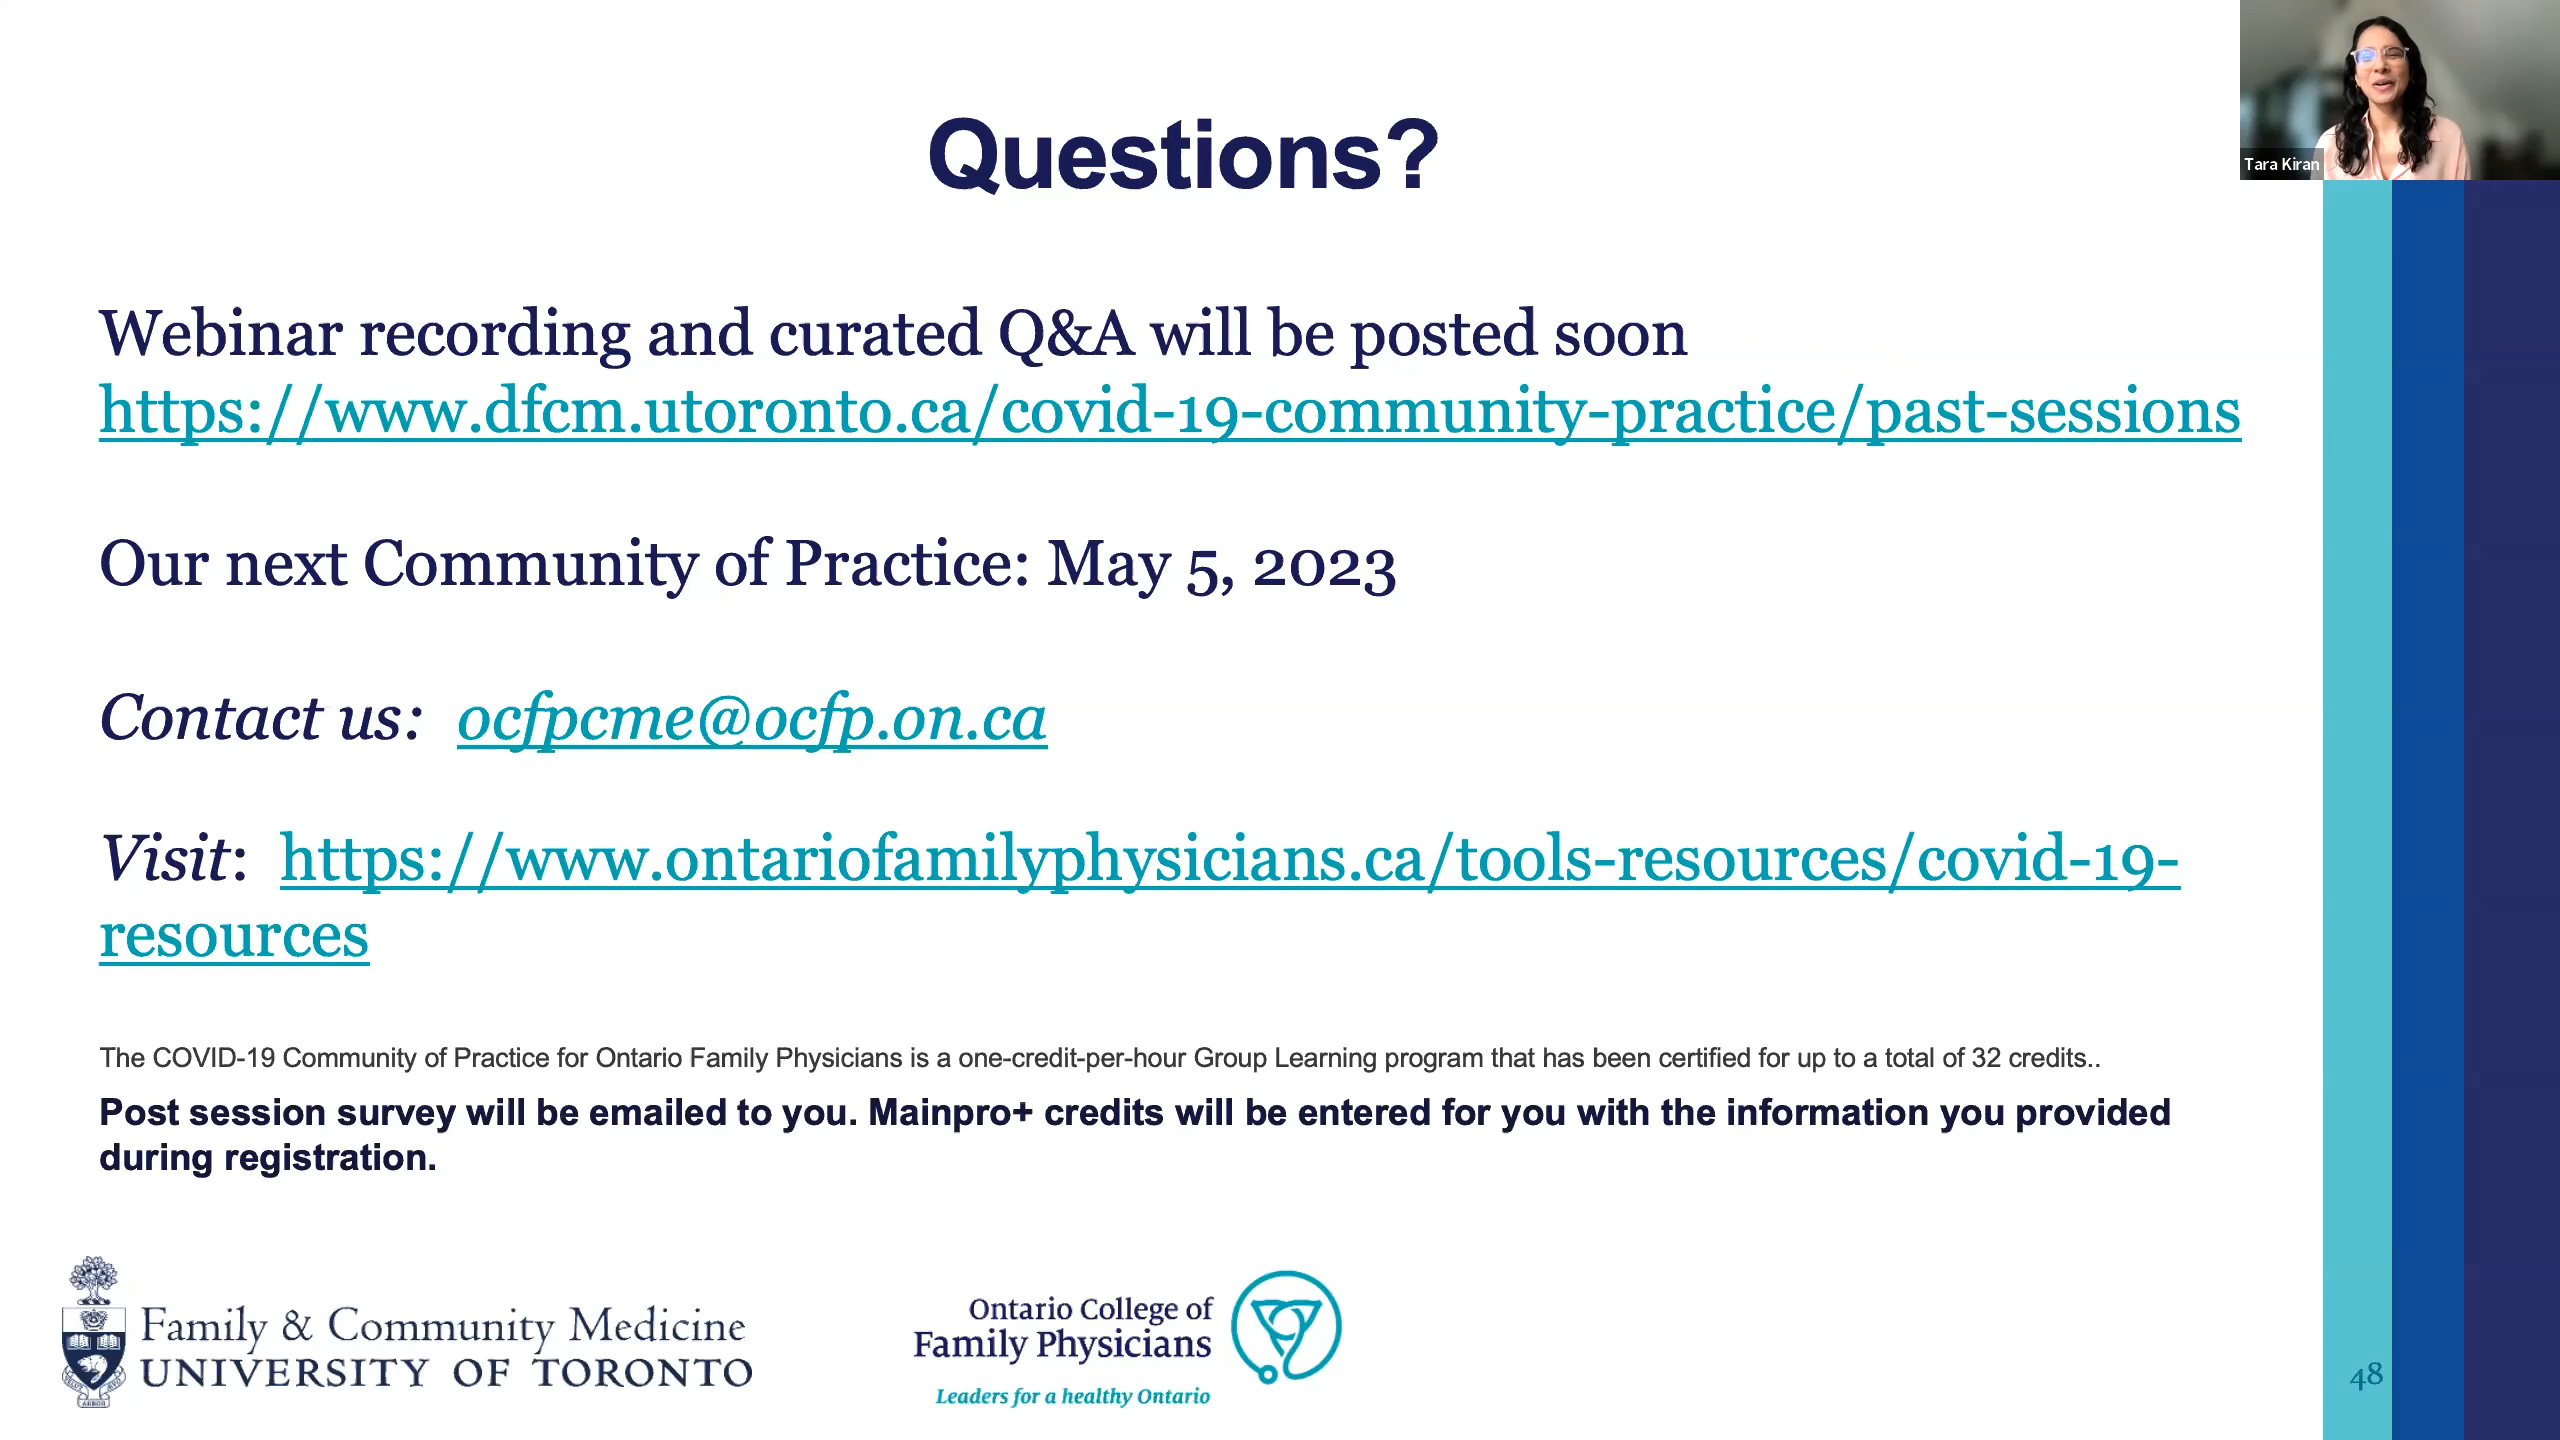 Tara Kiran
Questions?
Webinar recording and curated Q&A will be posted soon
https://www.dfcm.utoronto.ca/covid-19-community-practice/past-sessions
Our next Community of Practice: May 5, 2023
Contact us: ocfpcme@ocfp.on.ca
Visit: https://www.ontariofamilyphysicians.ca/tools-resources/covid-19-
resources
The COVID-19 Community of Practice for Ontario Family Physicians is a one-credit-per-hour Group Learning program that has been certified for up to a total of 32 credits..
Post session survey will be emailed to you. Mainpro+ credits will be entered for you with the information you provided
during registration.
Family & Community Medicine
UNIVERSITY OF TORONTO
Ontario College of
Family Physicians
Leaders for a healthy Ontario
48